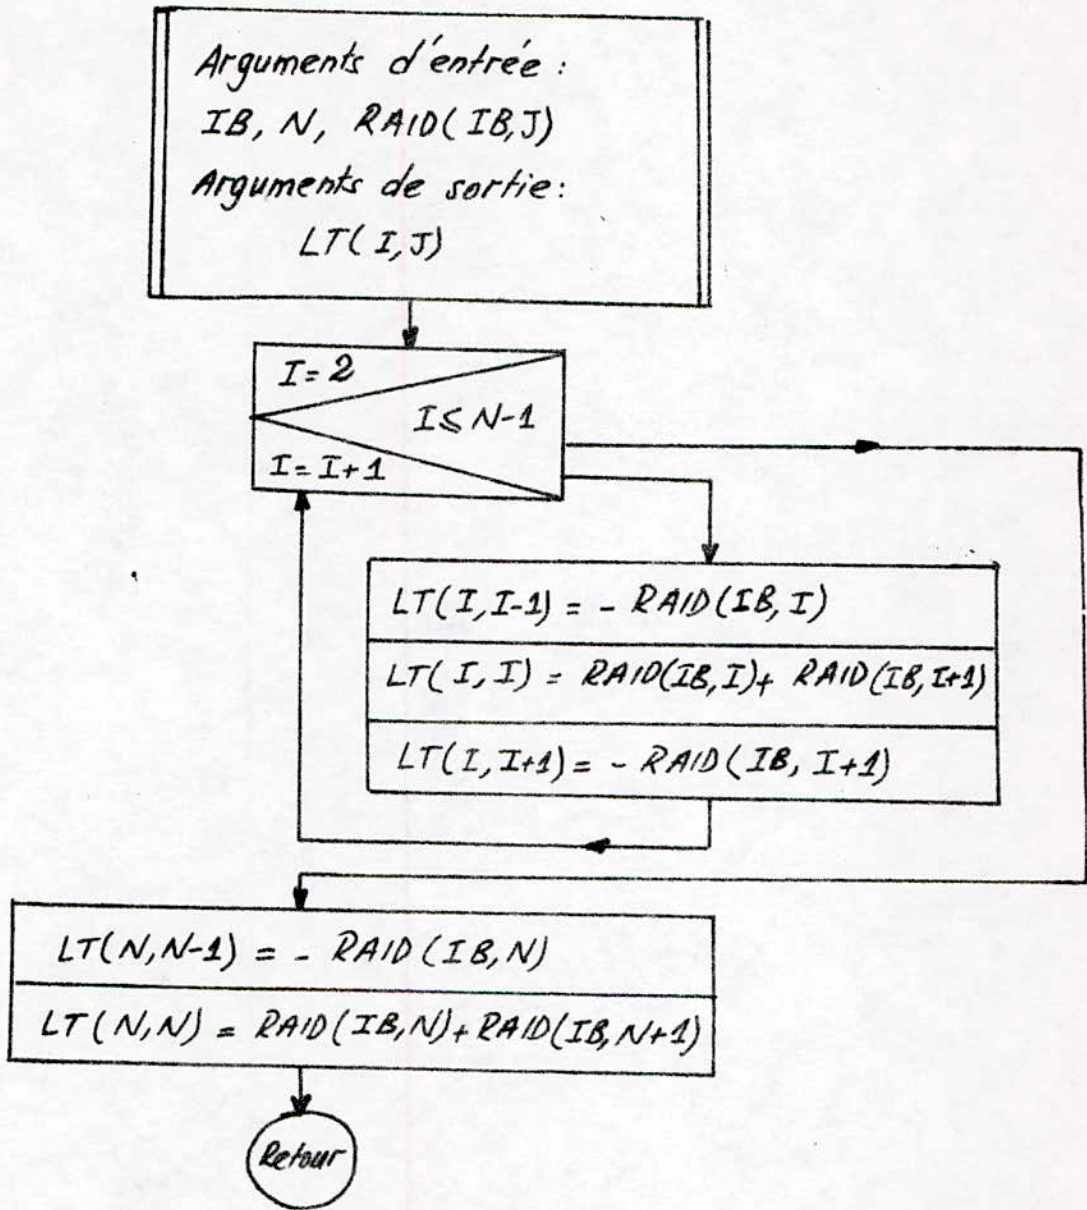 Arguments d'entrée :
IB, N, RAID(IB,J)
Arguments de sortie:
LT(I,J)
I=2
I≤N-1
I=I+1
LT(I,I-1) = - RAID(IB,I)
LT(I,I) = RAID(IB,I)+ RAID(IB,I+1)
LT(I,I+1) = - RAID(IB,I+1)
LT(N,N-1) = - RAID(IB,N)
LT(N,N) = RAID(IB,N)+RAID(IB,N+1)
Retour